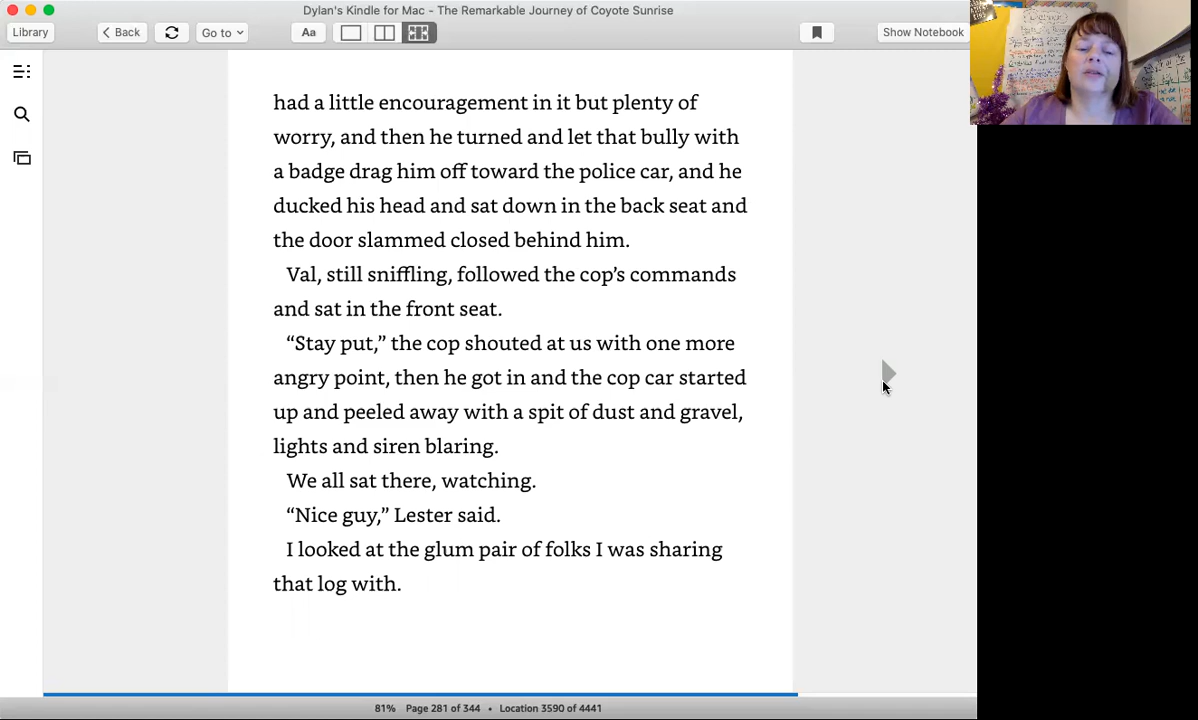 Dylan's Kindle for Mac - The Remarkable Journey of Coyote Sunrise
Library
Back
Go to
Aa
Show Notebook
had a little encouragement in it but plenty of
worry, and then he turned and let that bully with
a badge drag him off toward the police car, and he
ducked his head and sat down in the back seat and
the door slammed closed behind him.
Val, still sniffling, followed the cop’s commands
and sat in the front seat.
“Stay put,” the cop shouted at us with one more
angry point, then he got in and the cop car started
up and peeled away with a spit of dust and gravel,
lights and siren blaring.
We all sat there, watching.
“Nice guy,” Lester said.
I looked at the glum pair of folks I was sharing
that log with.
81% Page 281 of 344 • Location 3590 of 4441